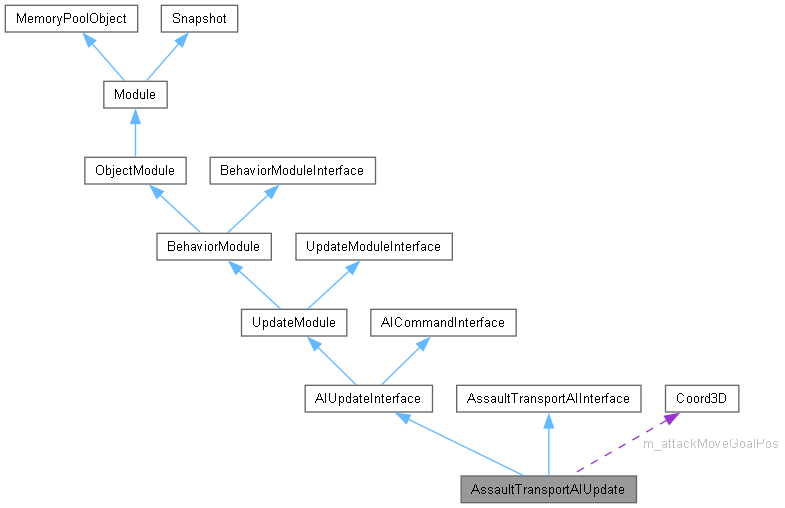 MemoryPoolObject
Snapshot
Module
ObjectModule
BehaviorModuleInterface
BehaviorModule
UpdateModuleInterface
UpdateModule
AICommandInterface
AIUpdateInterface
AssaultTransportAIInterface
Coord3D
m_attackMoveGoalPos
AssaultTransportAIUpdate